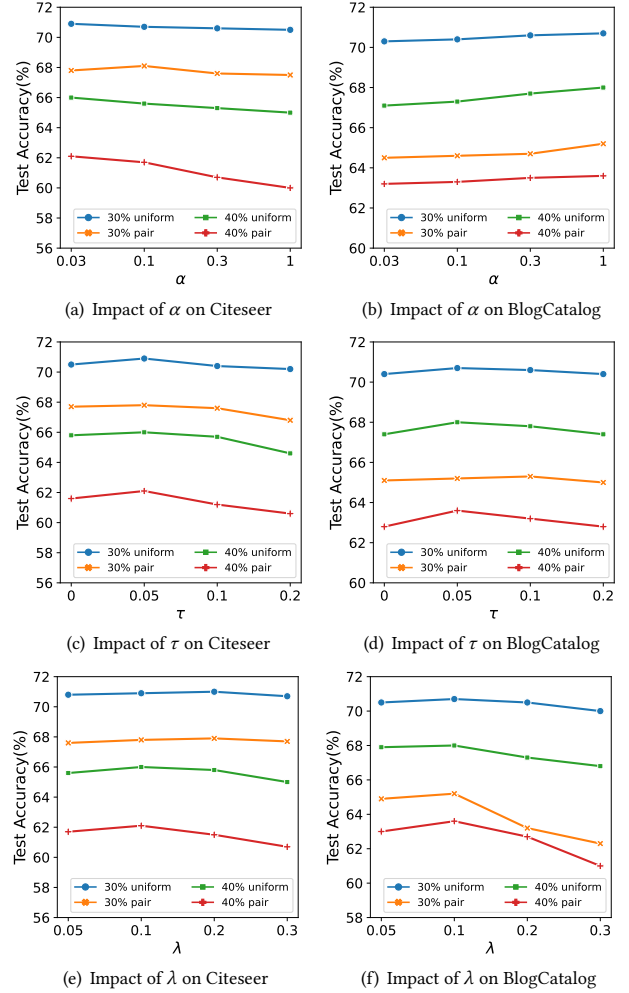 72
70
68
66
64
62
60
58
56
Test Accuracy(%)
30% uniform
30% pair
40% uniform
40% pair
0.03 0.1 0.3 1
α
(a) Impact of α on Citeseer
72
70
68
66
64
62
60
Test Accuracy(%)
30% uniform
30% pair
40% uniform
40% pair
0.03 0.1 0.3 1
α
(b) Impact of α on BlogCatalog
72
70
68
66
64
62
60
58
56
Test Accuracy(%)
30% uniform
30% pair
40% uniform
40% pair
0 0.05 0.1 0.2
τ
(c) Impact of τ on Citeseer
72
70
68
66
64
62
60
Test Accuracy(%)
30% uniform
30% pair
40% uniform
40% pair
0 0.05 0.1 0.2
τ
(d) Impact of τ on BlogCatalog
72
70
68
66
64
62
60
58
56
Test Accuracy(%)
30% uniform
30% pair
40% uniform
40% pair
0.05 0.1 0.2 0.3
λ
(e) Impact of λ on Citeseer
72
70
68
66
64
62
60
58
Test Accuracy(%)
30% uniform
30% pair
40% uniform
40% pair
0.05 0.1 0.2 0.3
λ
(f) Impact of λ on BlogCatalog